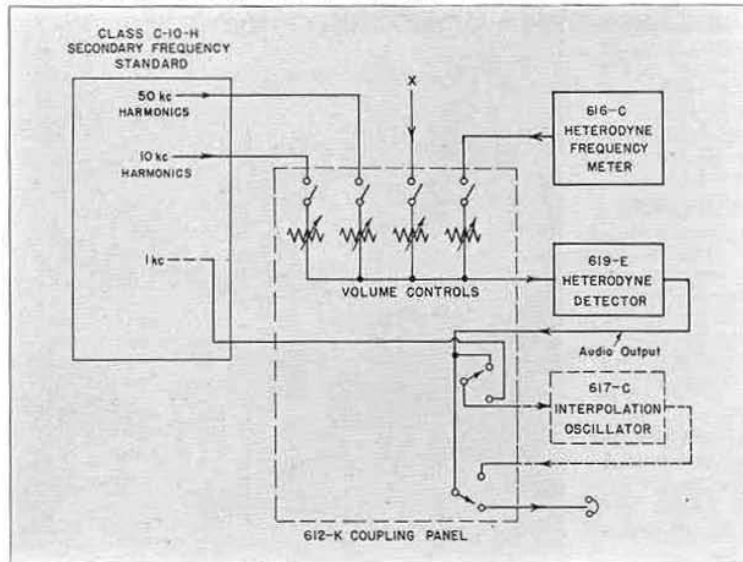 CLASS C-10-H
SECONDARY FREQUENCY
STANDARD
50 kc
HARMONICS
10 kc
HARMONICS
1 kc
X
616-C
HETERODYNE
FREQUENCY
METER
VOLUME CONTROLS
619-E
HETERODYNE
DETECTOR
Audio Output
617-C
INTERPOLATION
OSCILLATOR
612-K COUPLING PANEL